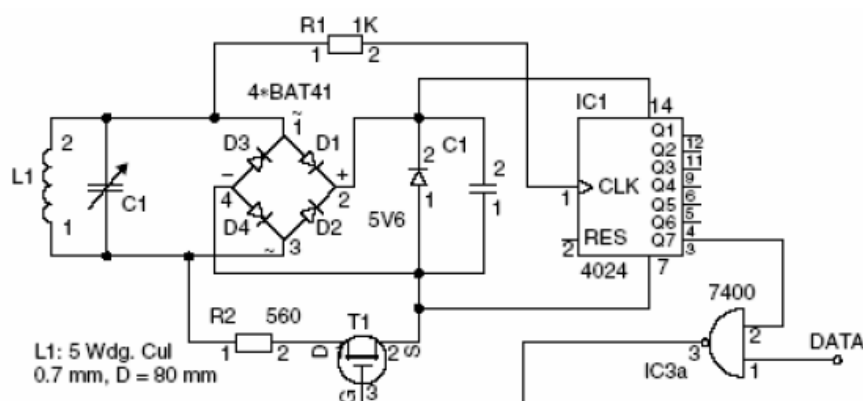 R1 1K
1 2
4*BAT41
IC1
14
~
1
D3 D1
2
L1
1
C1
−
4
+
2
D4 D2
~ 3
2
1
5V6
C1
2
1
1
CLK
2
RES
4024
7
Q1
Q2 12
Q3 11
Q4 9
Q5 6
Q6 5
Q7 4
3
7400
R2 560
1 2
T1
D 1 2 S
G 3
3
2
1
IC3a
DATA
L1: 5 Wdg. Cul
0.7 mm, D = 80 mm